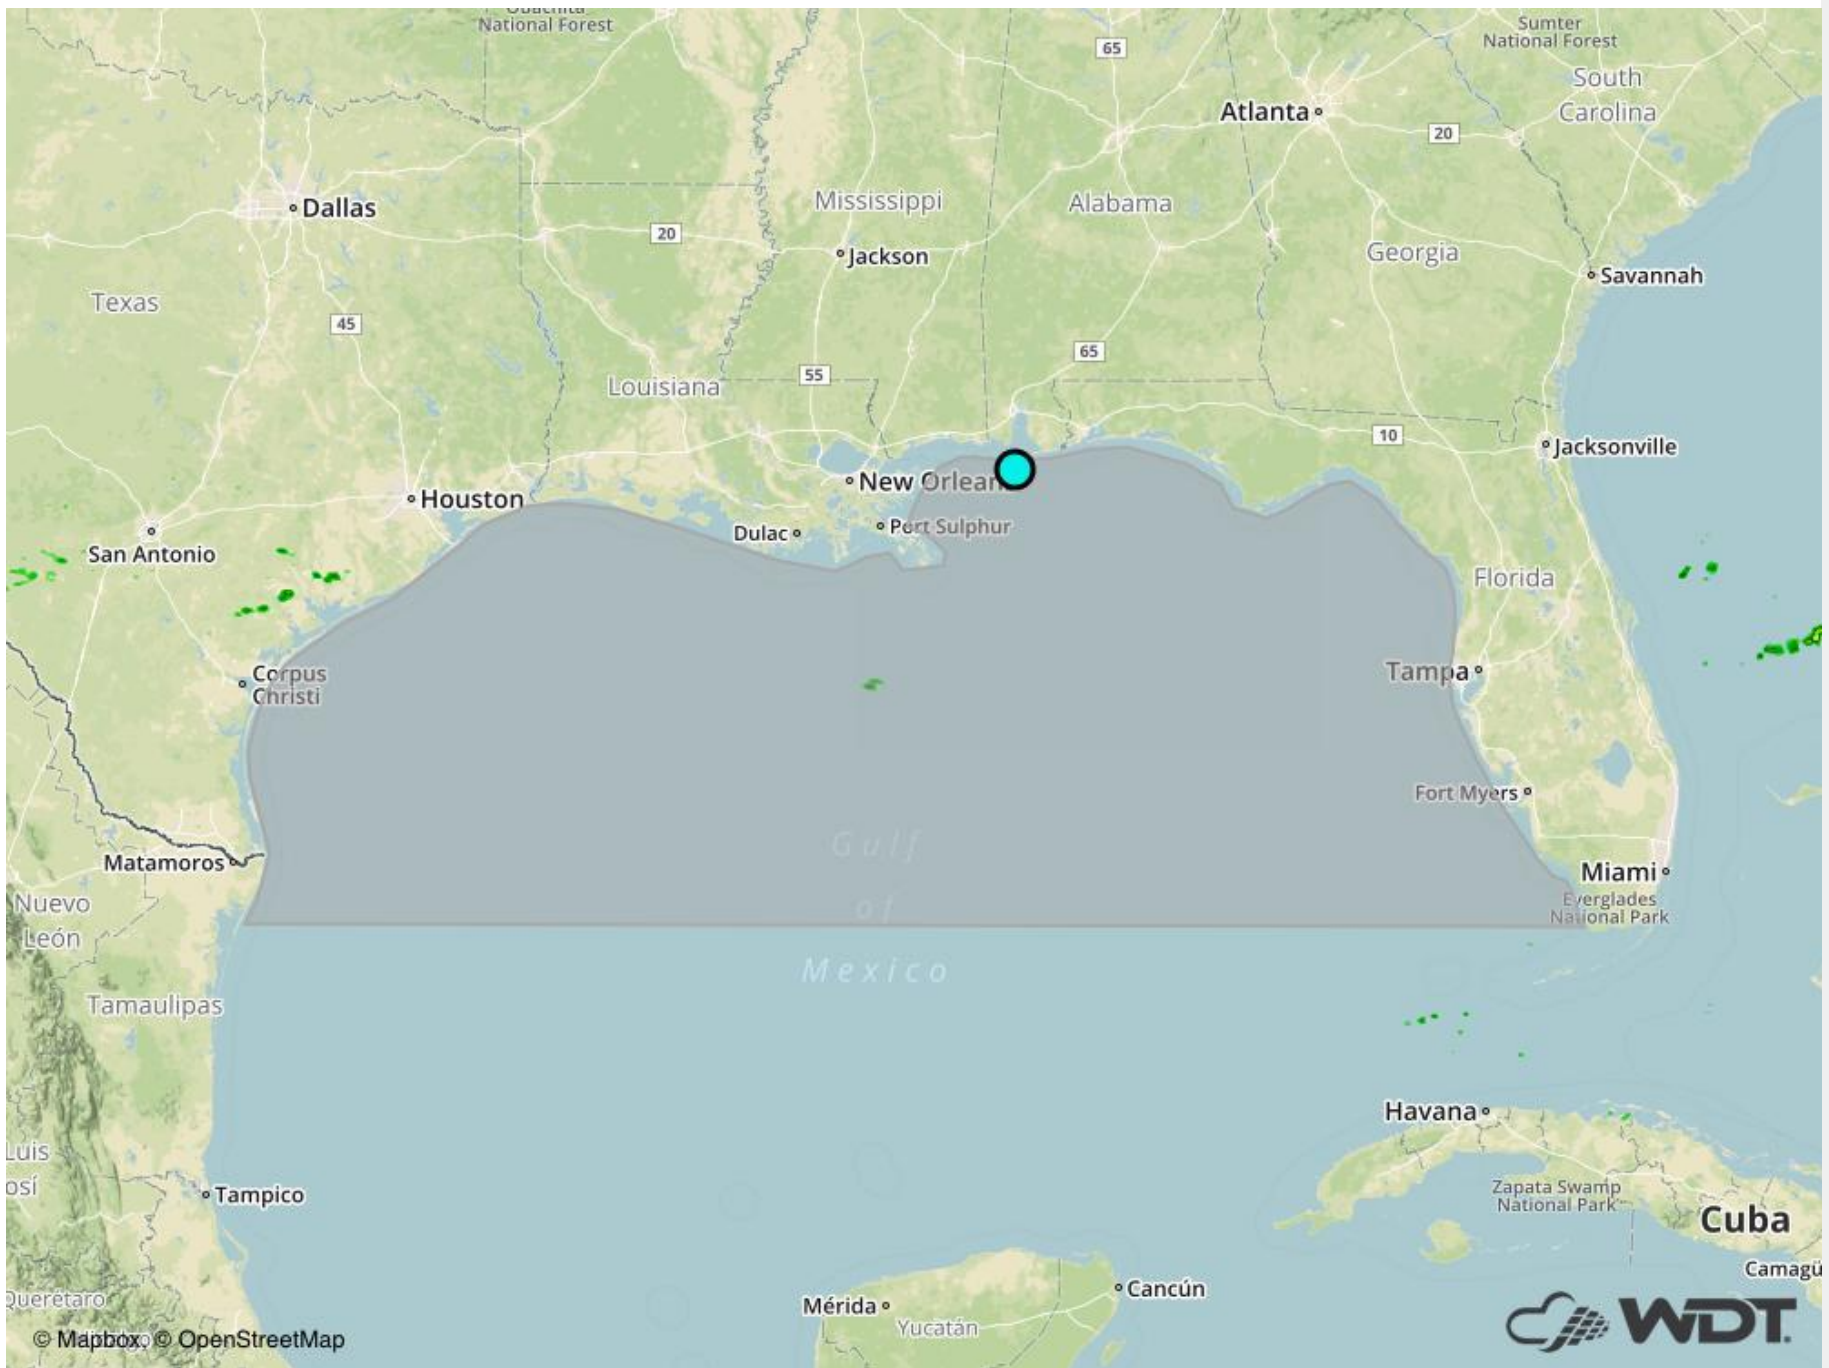 National Forest
Sumter
National Forest
65
South
Carolina
Atlanta
20
Dallas
Mississippi
Alabama
20
Jackson
Georgia
Savannah
Texas
45
65
55
Louisiana
10
Jacksonville
New Orleans
Houston
Port Sulphur
Dulac
San Antonio
Florida
Corpus
Christi
Tampa
Fort Myers
Gulf
of
Mexico
Matamoros
Miami
Everglades
National Park
Nuevo
León
Tamaulipas
Havana
Luis
osí
Zapata Swamp
National Park
Tampico
Cuba
Camagü
Cancún
Querétaro
Mérida
Yucatán
© Mapbox, © OpenStreetMap
WDT